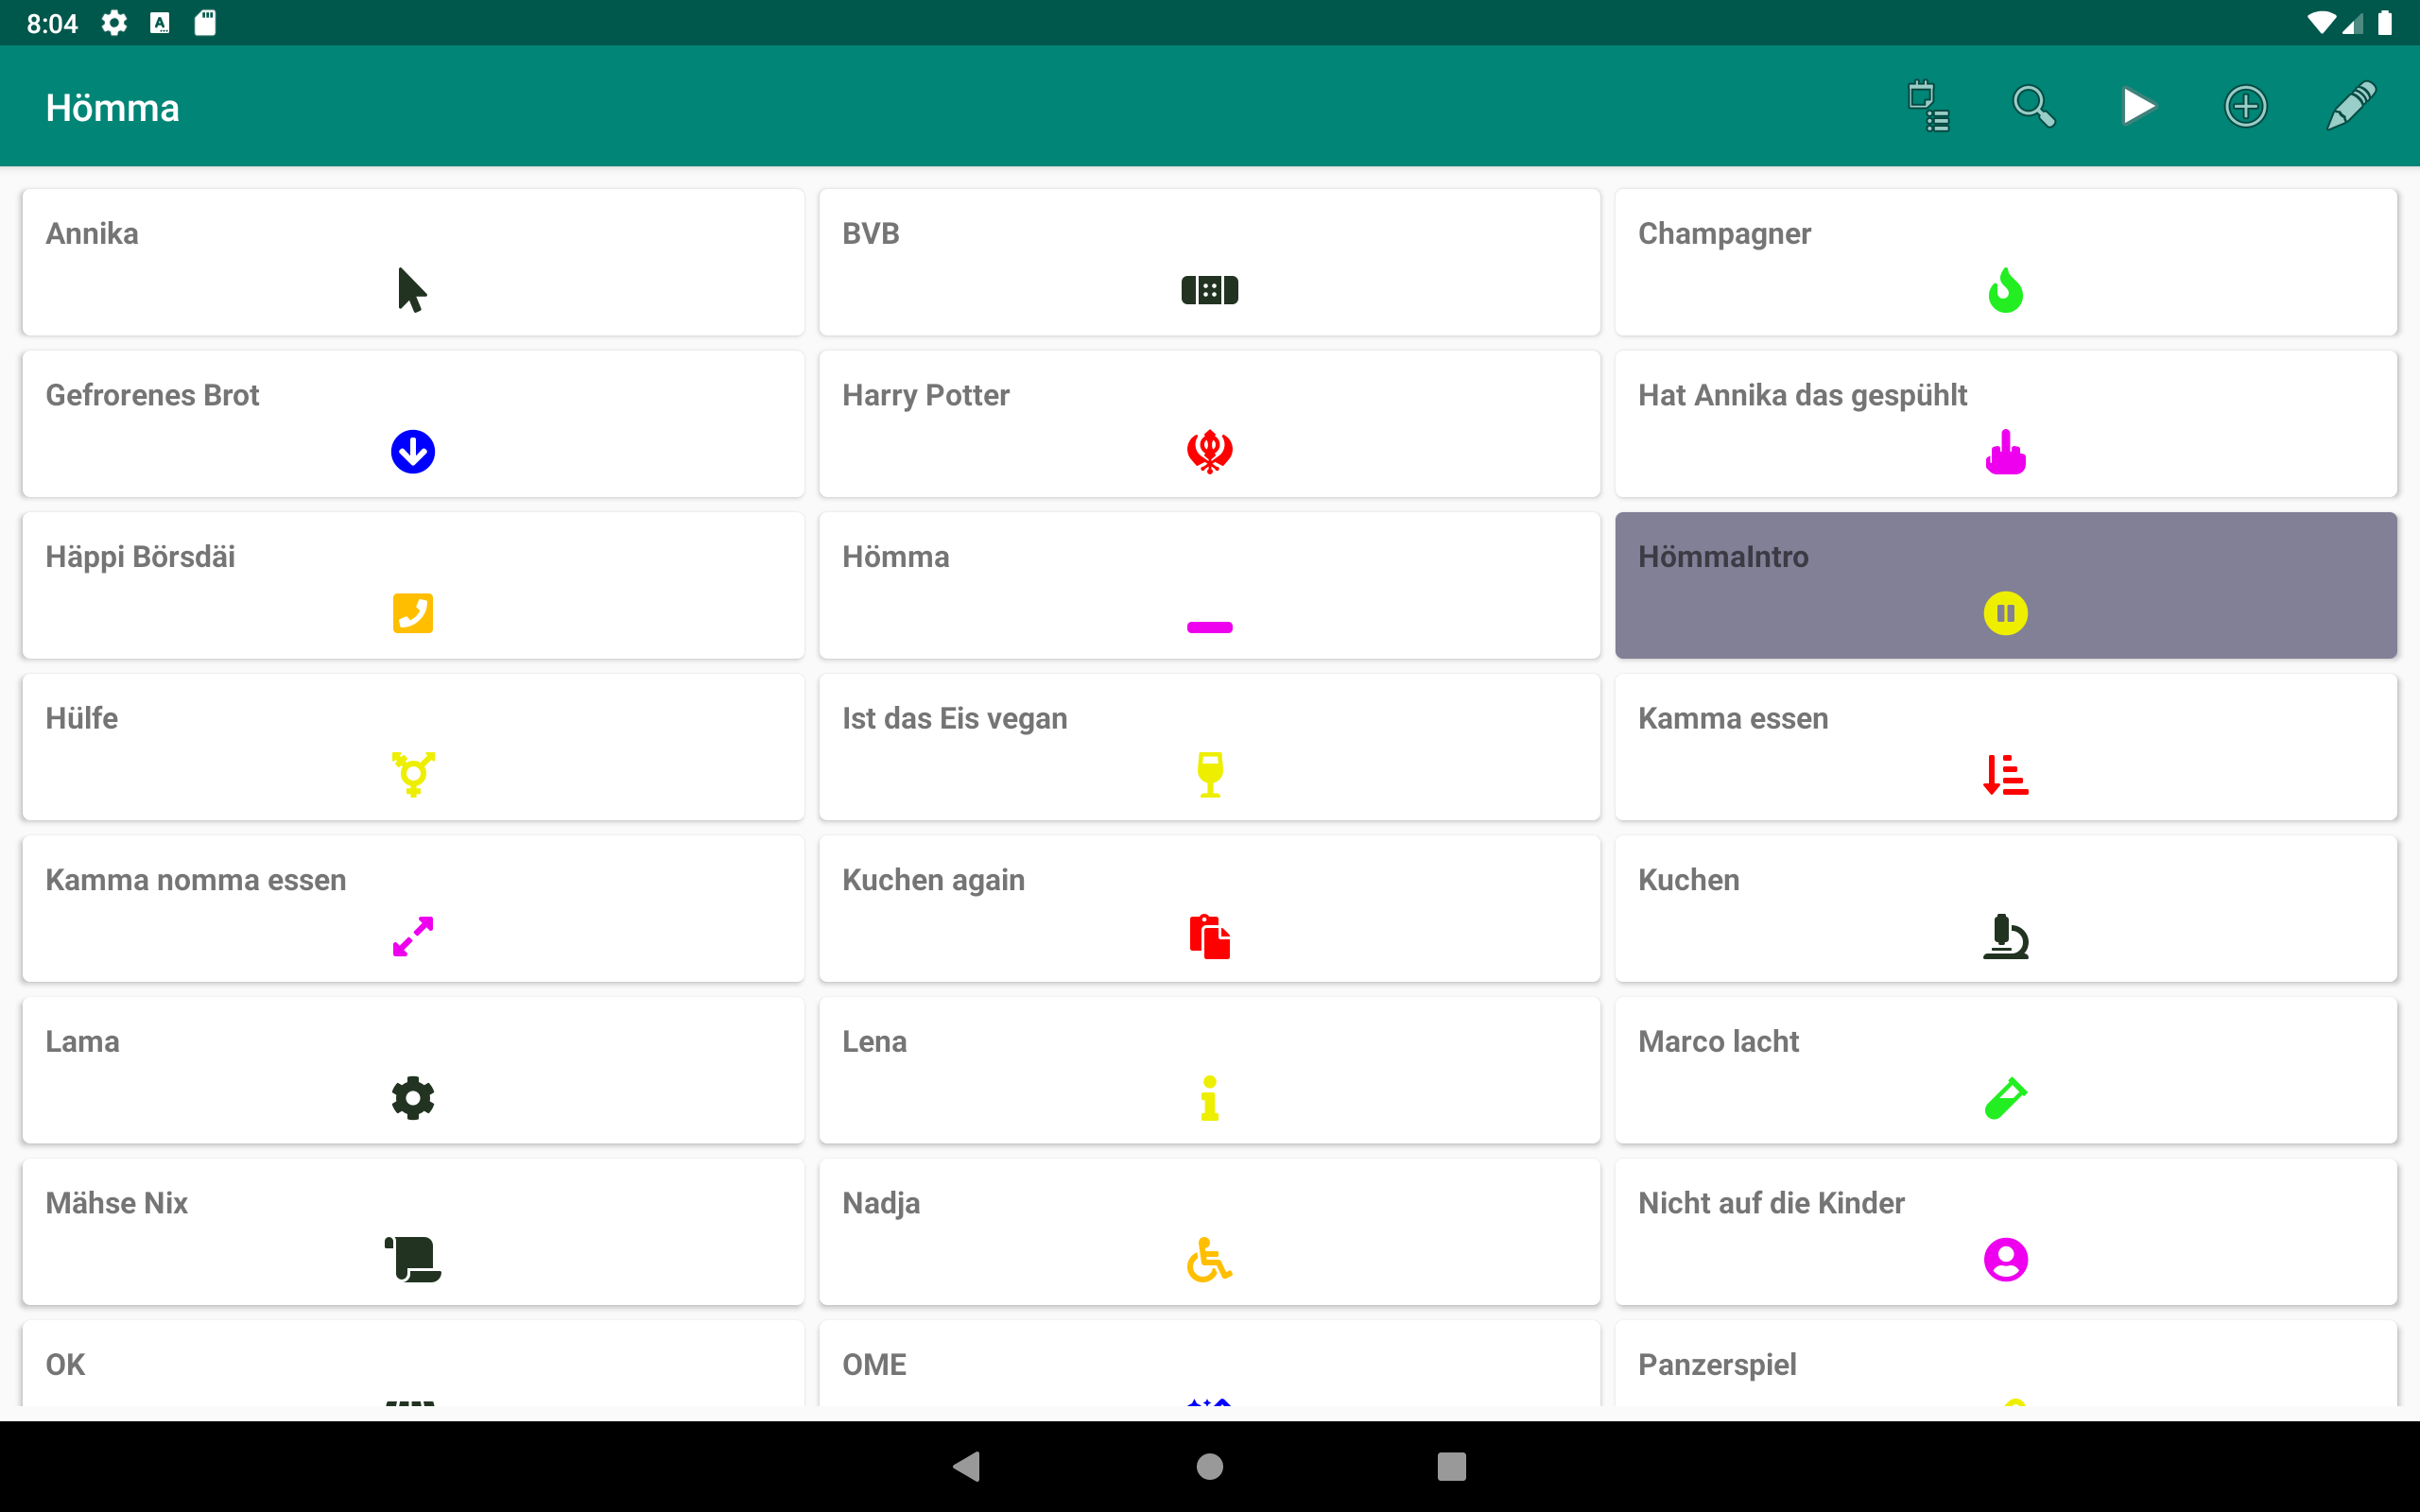 8:04
Hömma
Annika
BVB
Champagner
Gefrorenes Brot
Harry Potter
Hat Annika das gespühlt
Häppi Börsdäi
Hömma
HömmaIntro
Hülfe
Ist das Eis vegan
Kamma essen
Kamma nomma essen
Kuchen again
Kuchen
Lama
Lena
Marco lacht
Mähse Nix
Nadja
Nicht auf die Kinder
OK
OME
Panzerspiel